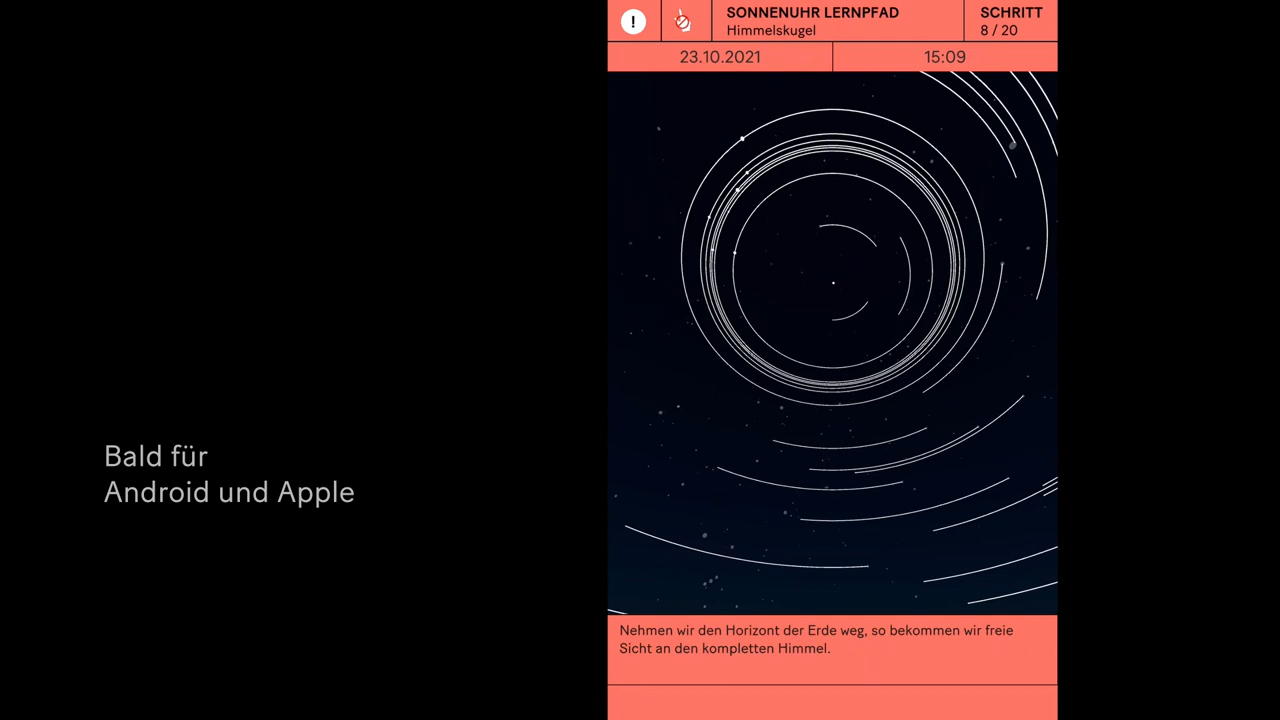 !
SONNENUHR LERNPFAD
Himmelskugel
SCHRITT
8 / 20
23.10.2021
15:09
Bald für
Android und Apple
Nehmen wir den Horizont der Erde weg, so bekommen wir freie
Sicht an den kompletten Himmel.